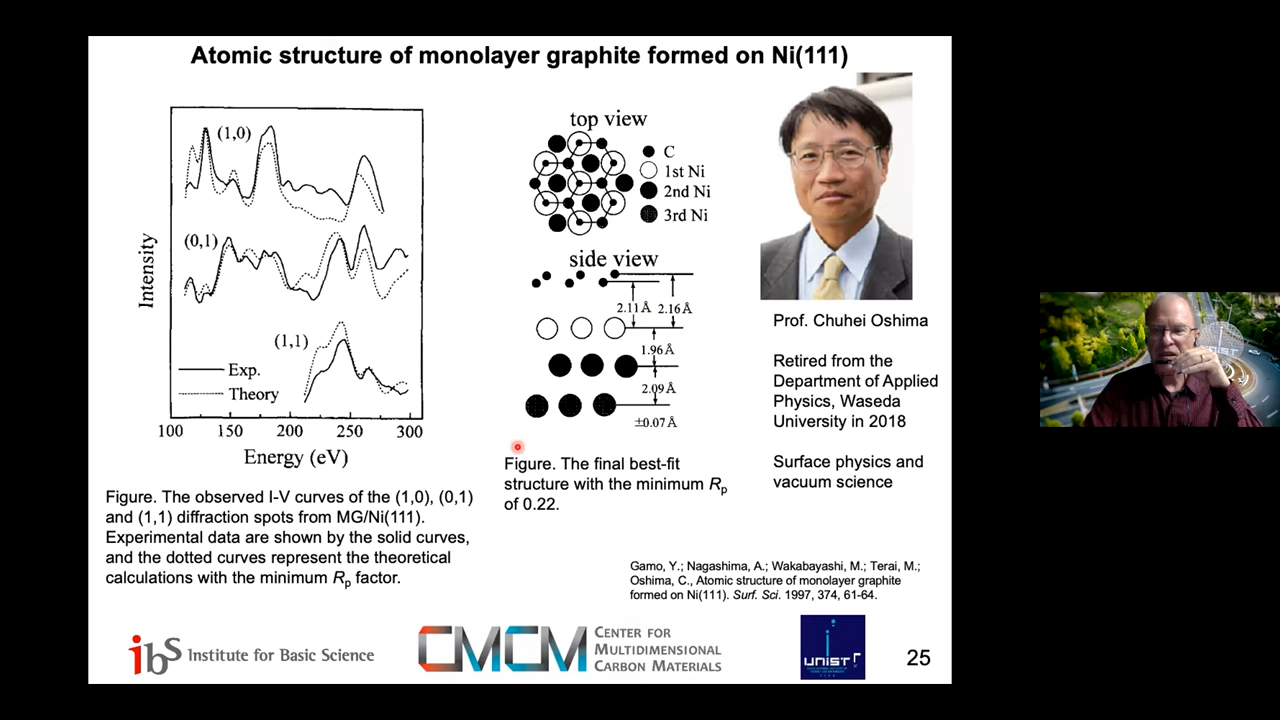 Atomic structure of monolayer graphite formed on Ni(111)
(1,0)
(0,1)
(1,1)
Exp.
Theory
Intensity
100 150 200 250 300
Energy (eV)
Figure. The observed I-V curves of the (1,0), (0,1)
and (1,1) diffraction spots from MG/Ni(111).
Experimental data are shown by the solid curves,
and the dotted curves represent the theoretical
calculations with the minimum Rp factor.
top view
C
1st Ni
2nd Ni
3rd Ni
side view
2.11Å 2.16Å
1.96Å
2.09Å
±0.07Å
Figure. The final best-fit
structure with the minimum Rp
of 0.22.
Prof. Chuhei Oshima
Retired from the
Department of Applied
Physics, Waseda
University in 2018
Surface physics and
vacuum science
Gamo, Y.; Nagashima, A.; Wakabayashi, M.; Terai, M.;
Oshima, C., Atomic structure of monolayer graphite
formed on Ni(111). Surf. Sci. 1997, 374, 61-64.
ibS Institute for Basic Science
CMCM CENTER FOR
MULTIDIMENSIONAL
CARBON MATERIALS
UNIST
25